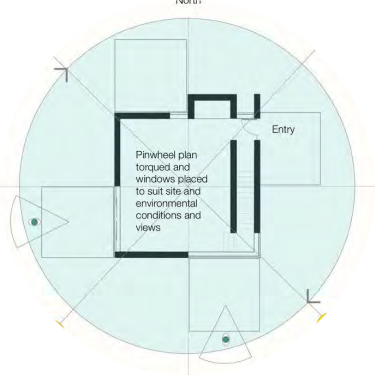 North
Entry
Pinwheel plan
torqued and
windows placed
to suit site and
environmental
conditions and
views